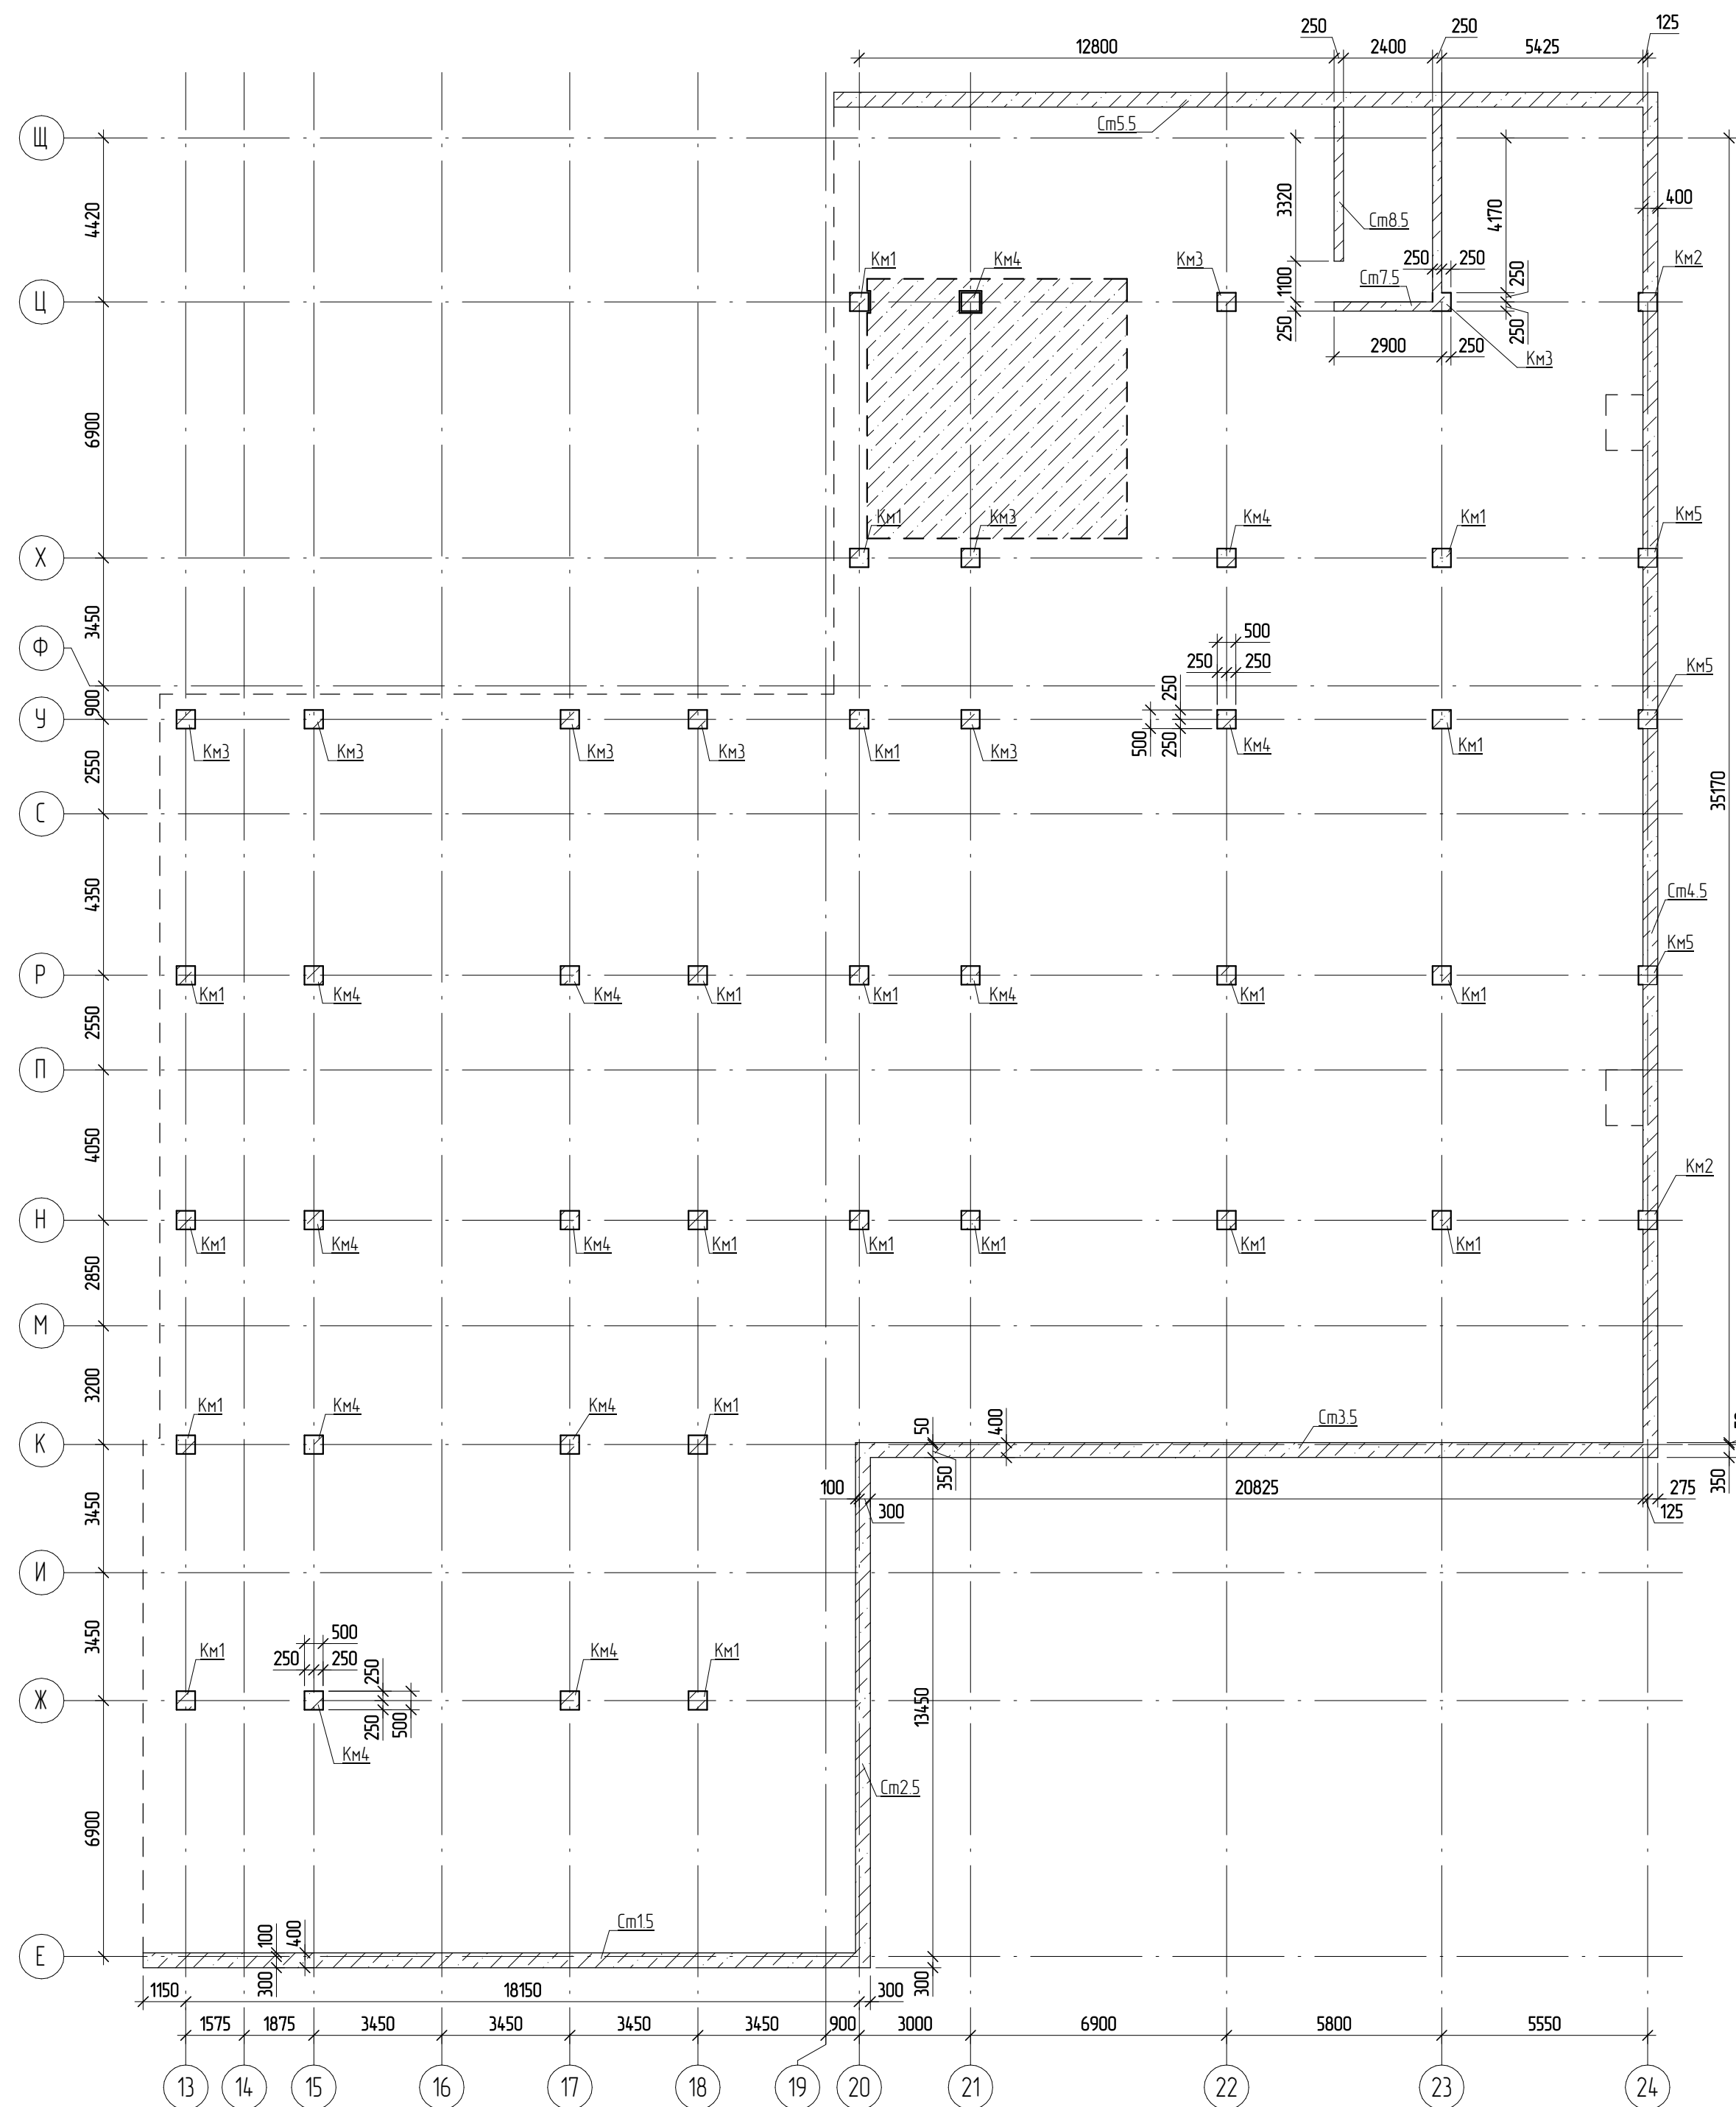 250
250
125
12800
2400
5425
Щ
Ст5.5
4420
3320
Ст8.5
4170
400
Км1
Км4
Км3
250
250
250
Км2
Ц
1100
Ст7.5
250
250
2900
250
Км3
6900
Км1
Км3
Км4
Км1
Км5
Х
3450
Ф
500
250
250
Км5
900
250
У
500
250
Км3
Км3
Км3
Км3
Км1
Км3
Км4
Км1
2550
35170
С
4350
Ст4.5
Км5
Р
Км1
Км4
Км4
Км1
Км1
Км4
Км1
Км1
2550
П
4050
Км2
Н
Км1
Км4
Км4
Км1
Км1
Км1
Км1
Км1
2850
М
3200
Км1
Км4
Км4
Км1
50
400
Ст3.5
К
350
350
100
20825
275
300
125
3450
И
3450
500
Км1
250
250
250
Км4
Км1
Ж
250
500
13450
Км4
Ст2.5
6900
Ст1.5
100
400
Е
300
300
1150
18150
300
1575
1875
3450
3450
3450
3450
900
3000
6900
5800
5550
13
14
15
16
17
18
19
20
21
22
23
24